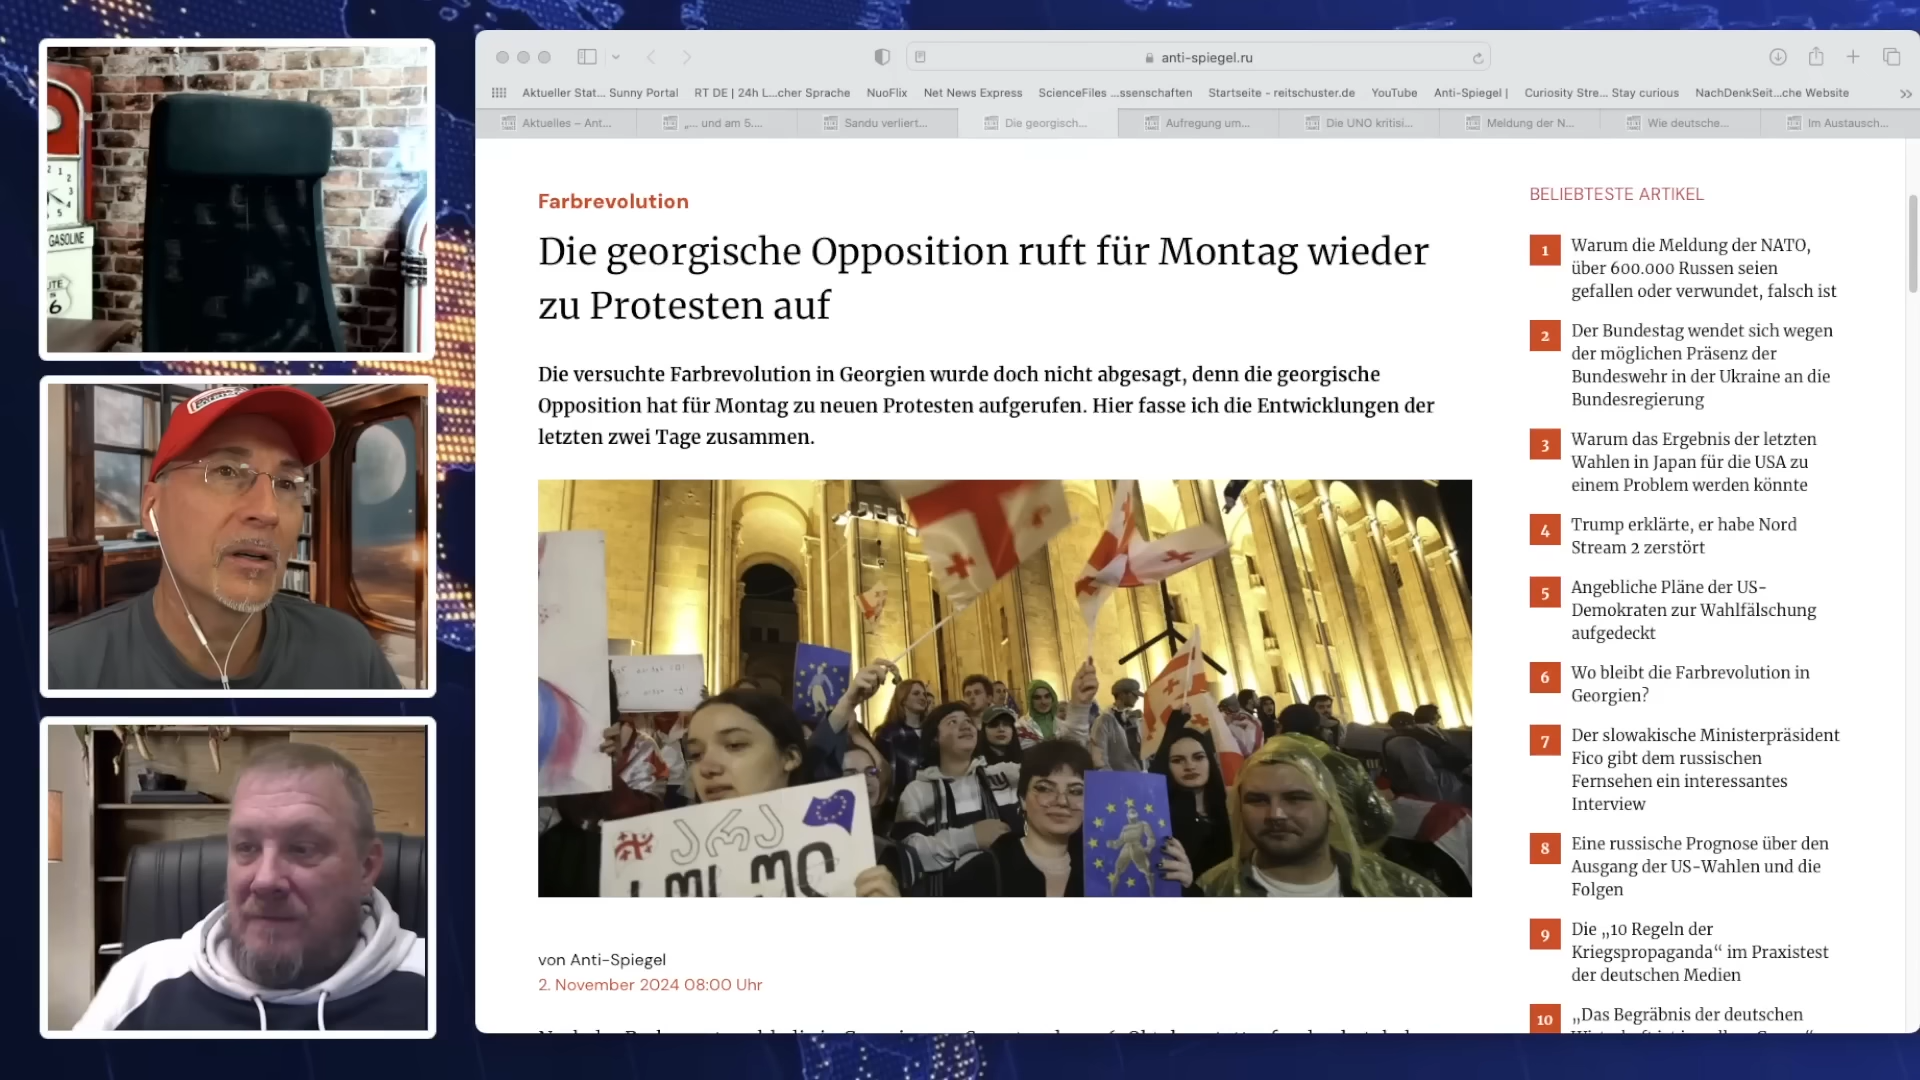 anti-spiegel.ru
Aktueller Stat... Sunny Portal
RT DE | 24h L...cher Sprache
NuoFlix
Net News Express
ScienceFiles ...ssenschaften
Startseite - reitschuster.de
YouTube
Anti-Spiegel |
Curiosity Stre... Stay curious
NachDenkSeit...che Website
Aktuelles – Ant...
„... und am 5....
Sandu verliert...
Die georgisch...
Aufregung um...
Die UNO kritisi...
Meldung der N...
Wie deutsche...
Im Austausch...
GASOLINE
6
Farbrevolution
Die georgische Opposition ruft für Montag wieder
zu Protesten auf
Die versuchte Farbrevolution in Georgien wurde doch nicht abgesagt, denn die georgische
Opposition hat für Montag zu neuen Protesten aufgerufen. Hier fasse ich die Entwicklungen der
letzten zwei Tage zusammen.
არა
von Anti-Spiegel
2. November 2024 08:00 Uhr
BELIEBTESTE ARTIKEL
1 Warum die Meldung der NATO,
über 600.000 Russen seien
gefallen oder verwundet, falsch ist
2 Der Bundestag wendet sich wegen
der möglichen Präsenz der
Bundeswehr in der Ukraine an die
Bundesregierung
3 Warum das Ergebnis der letzten
Wahlen in Japan für die USA zu
einem Problem werden könnte
4 Trump erklärte, er habe Nord
Stream 2 zerstört
5 Angebliche Pläne der US-
Demokraten zur Wahlfälschung
aufgedeckt
6 Wo bleibt die Farbrevolution in
Georgien?
7 Der slowakische Ministerpräsident
Fico gibt dem russischen
Fernsehen ein interessantes
Interview
8 Eine russische Prognose über den
Ausgang der US-Wahlen und die
Folgen
9 Die „10 Regeln der
Kriegspropaganda“ im Praxistest
der deutschen Medien
10 „Das Begräbnis der deutschen